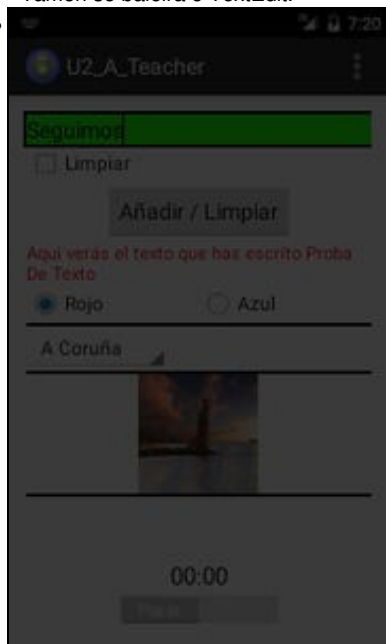 Tamén se baleira o TextEdit.
7:20
U2_A_Teacher
Seguimos
Limpiar
Añadir / Limpiar
Aquí verás el texto que has escrito Proba
De Texto
Rojo
Azul
A Coruña
00:00